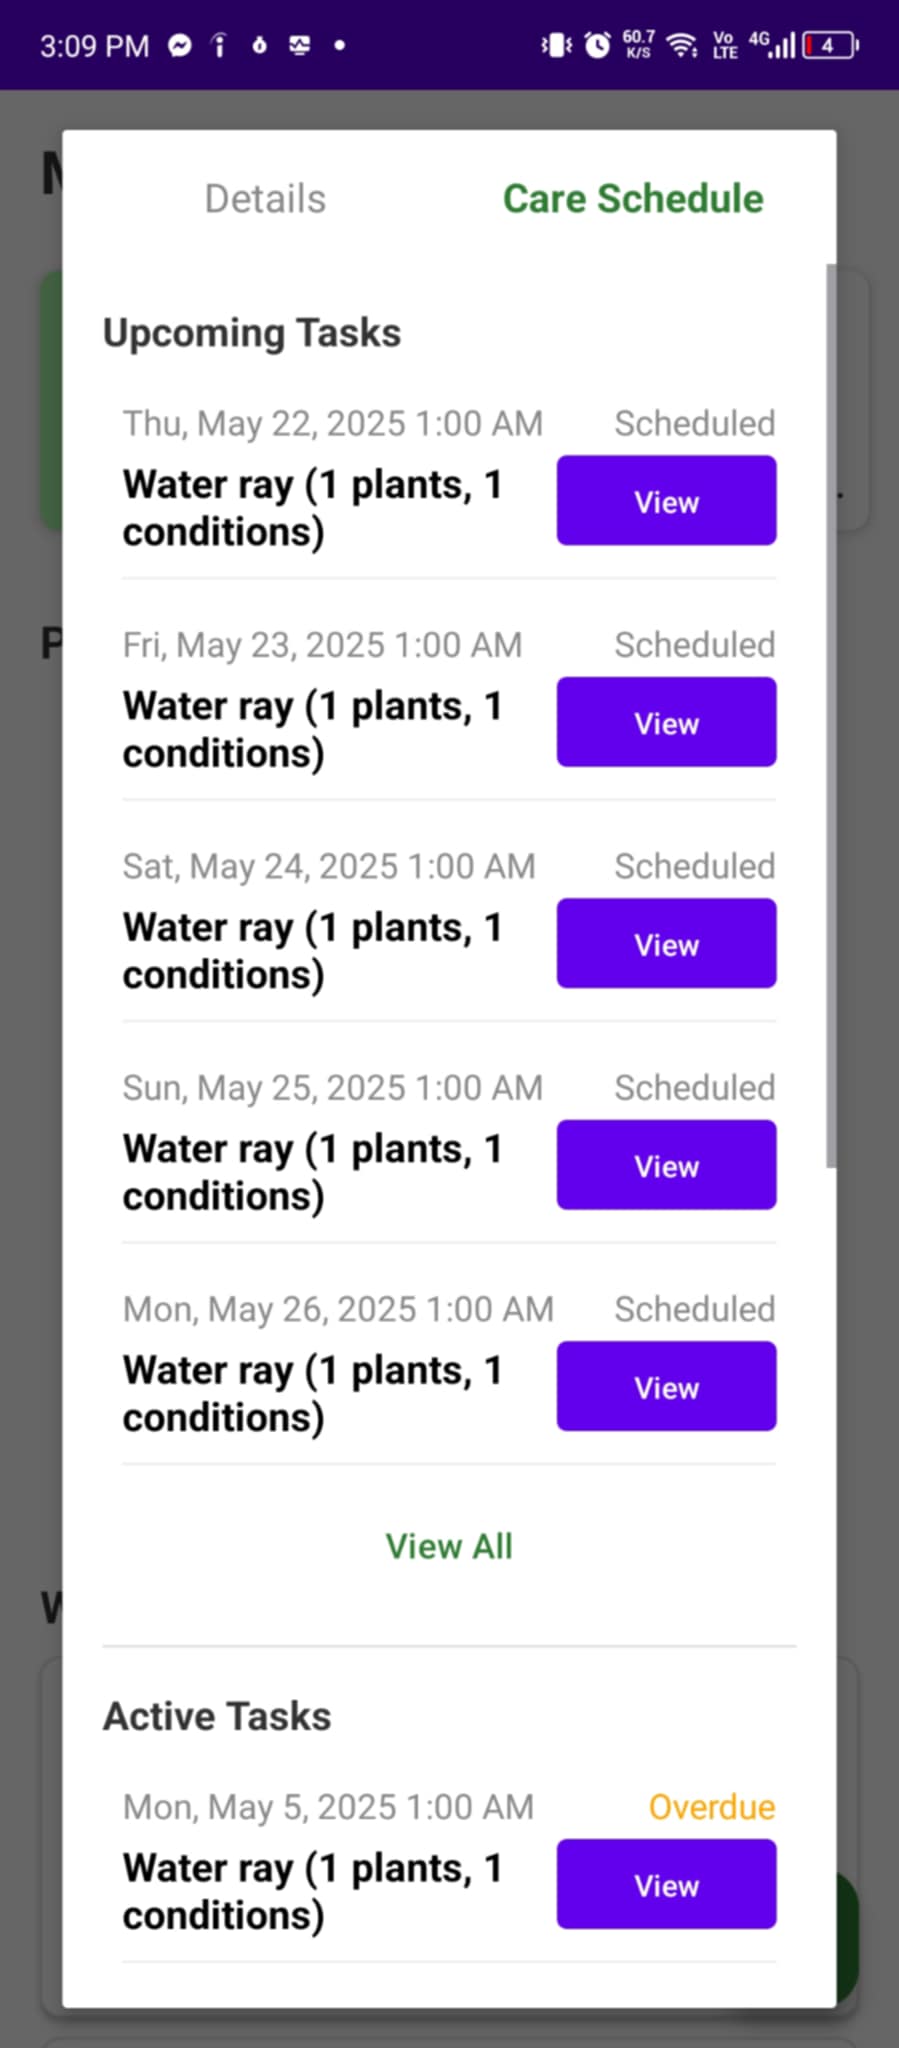 3:09 PM
60.7
K/S
Vo
LTE
4G
4
Details
Care Schedule
Upcoming Tasks
Thu, May 22, 2025 1:00 AM
Scheduled
Water ray (1 plants, 1
conditions)
View
Fri, May 23, 2025 1:00 AM
Scheduled
Water ray (1 plants, 1
conditions)
View
Sat, May 24, 2025 1:00 AM
Scheduled
Water ray (1 plants, 1
conditions)
View
Sun, May 25, 2025 1:00 AM
Scheduled
Water ray (1 plants, 1
conditions)
View
Mon, May 26, 2025 1:00 AM
Scheduled
Water ray (1 plants, 1
conditions)
View
View All
Active Tasks
Mon, May 5, 2025 1:00 AM
Overdue
Water ray (1 plants, 1
conditions)
View